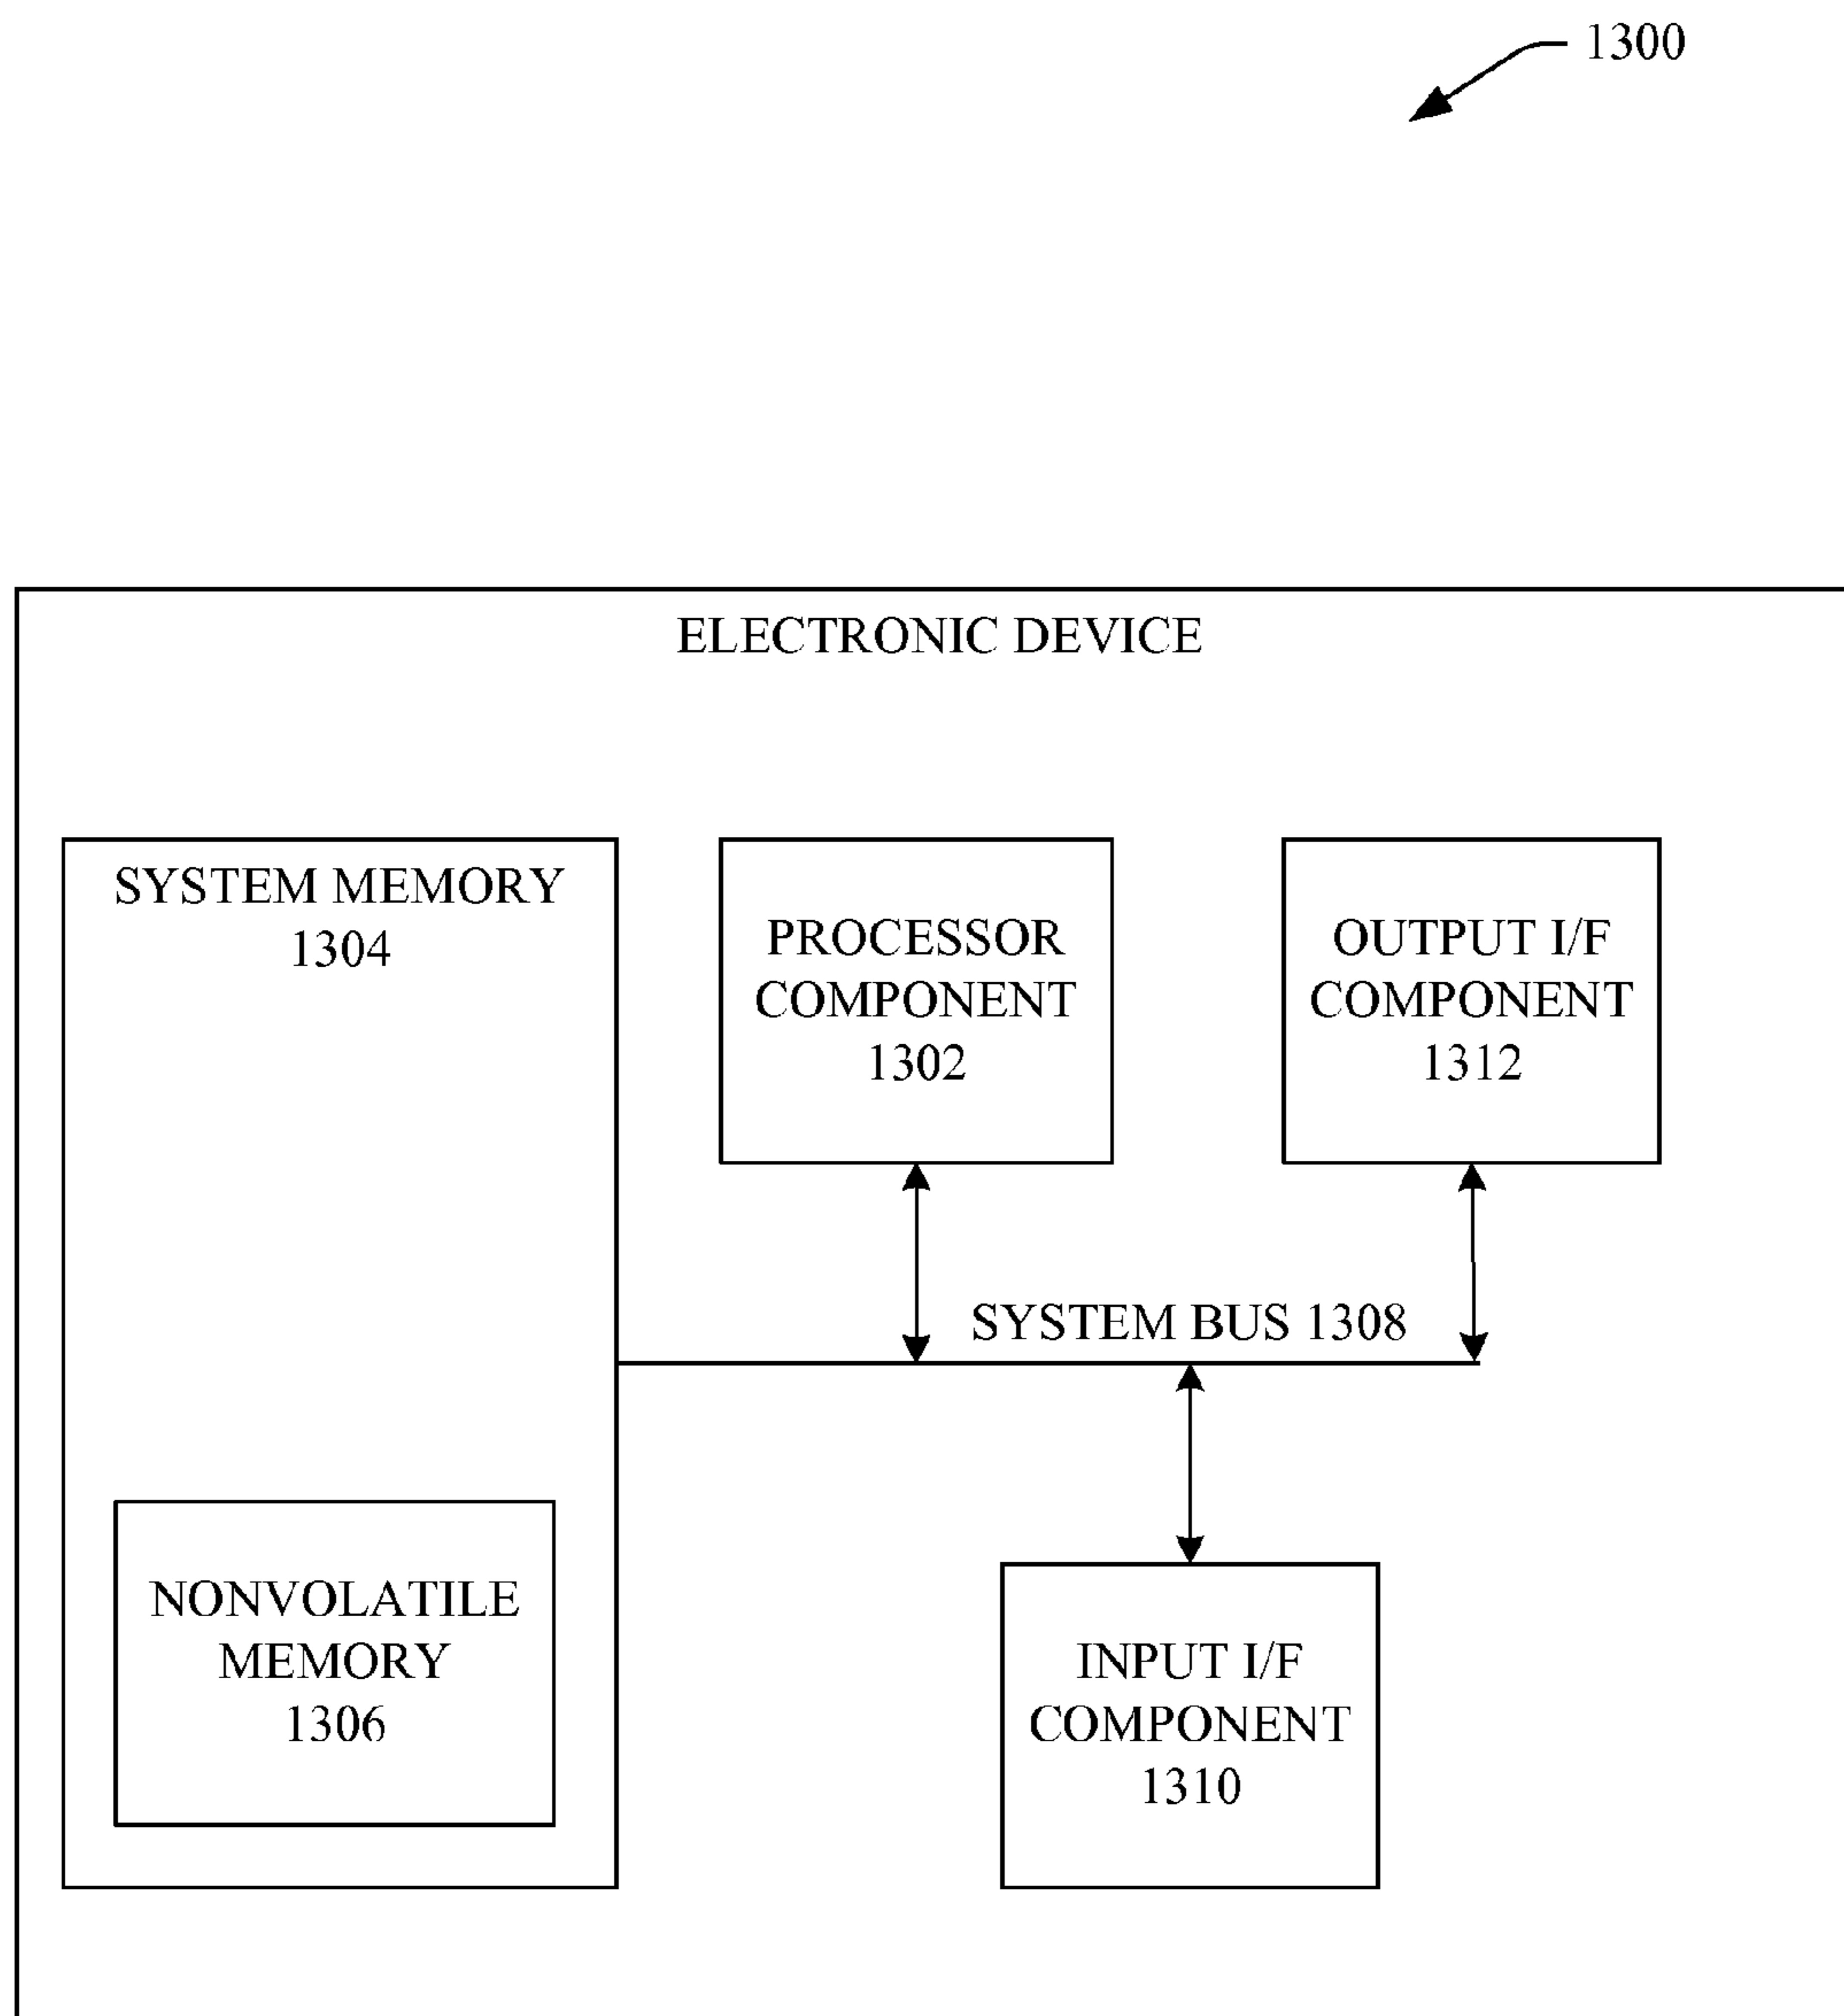 1300
ELECTRONIC DEVICE
SYSTEM MEMORY
1304
PROCESSOR
COMPONENT
1302
OUTPUT I/F
COMPONENT
1312
SYSTEM BUS 1308
NONVOLATILE
MEMORY
1306
INPUT I/F
COMPONENT
1310